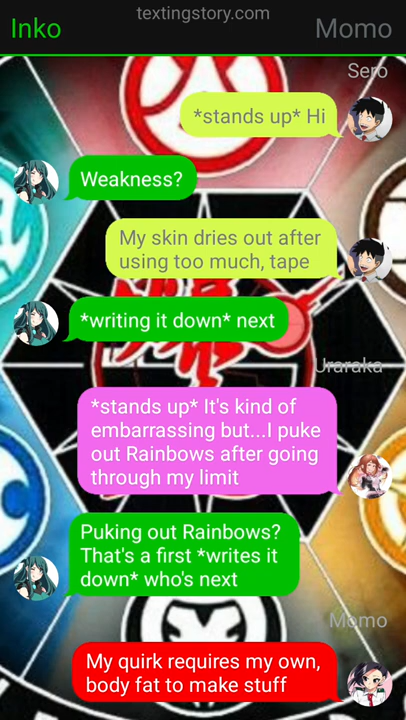 textingstory.com
Inko
Momo
Sero
*stands up* Hi
Weakness?
My skin dries out after
using too much, tape
*writing it down* next
Uraraka
*stands up* It's kind of
embarrassing but...I puke
out Rainbows after going
through my limit
Puking out Rainbows?
That's a first *writes it
down* who's next
Momo
My quirk requires my own,
body fat to make stuff